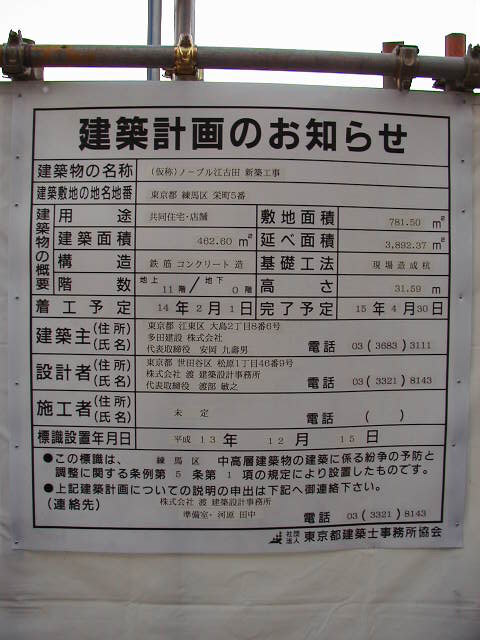 建築計画のお知らせ
建築物の名称 (仮称)ノーブル江古田 新築工事
建築敷地の地名地番 東京都 練馬区 栄町5番
建築物の概要
用途 共同住宅・店舗 敷地面積 781.50 m²
建築面積 462.60 m² 延べ面積 3,892.37 m²
構造 鉄筋 コンクリート 造 基礎工法 現場造成杭
階数 地上 11階/地下 0階 高さ 31.59 m
着工予定 14年2月1日 完了予定 15年4月30日
建築主(住所)(氏名) 東京都 江東区 大島2丁目8番6号
多田建設 株式会社
代表取締役 安岡 九壽男 電話 03(3683)3111
設計者(住所)(氏名) 東京都 世田谷区 松原1丁目46番9号
株式会社 渡 建築設計事務所
代表取締役 渡部 敏之 電話 03(3321)8143
施工者(住所)(氏名) 未定 電話 ( )
標識設置年月日 平成 13年 12月 15日
●この標識は、 練馬区 中高層建築物の建築に係る紛争の予防と
調整に関する条例第 5 条第 1 項の規定により設置したものです。
●上記建築計画についての説明の申出は下記へ御連絡下さい。
(連絡先) 株式会社 渡 建築設計事務所
準備室・河原 田中 電話 03(3321)8143
社団法人 東京都建築士事務所協会